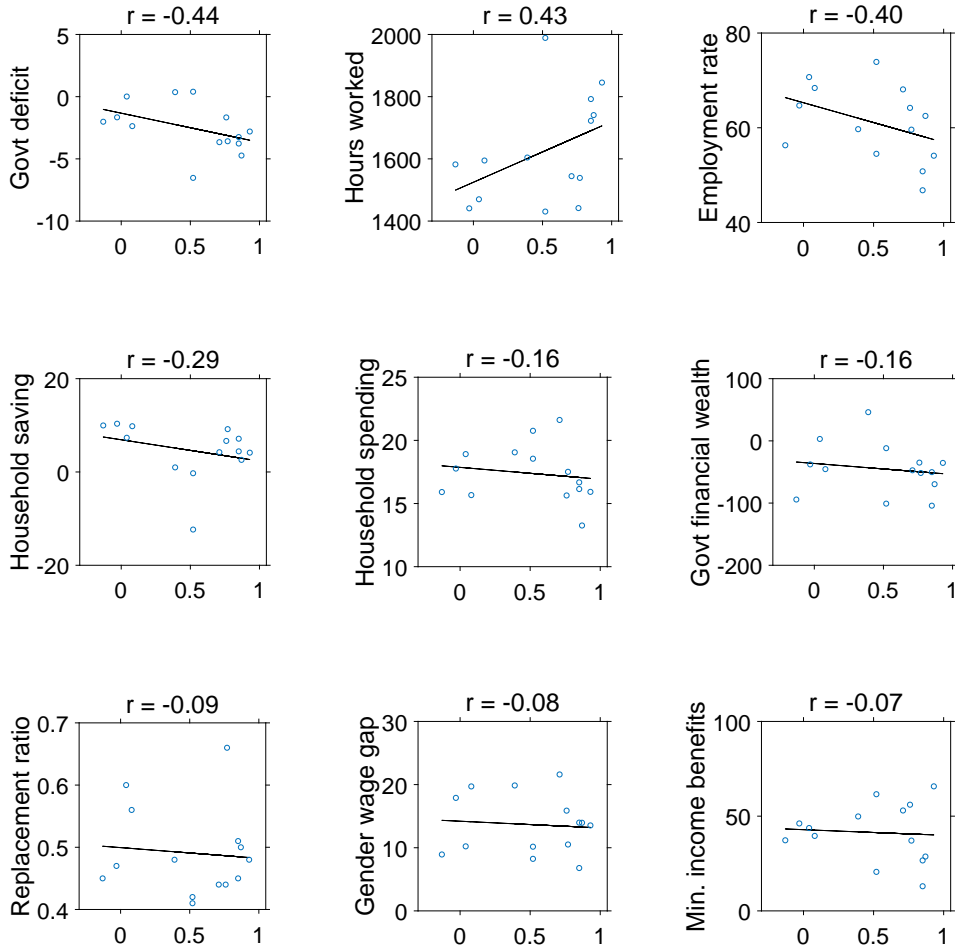 r = -0.44
Govt deficit
5
0
-5
-10
0 0.5 1
r = 0.43
Hours worked
2000
1800
1600
1400
0 0.5 1
r = -0.40
Employment rate
80
60
40
0 0.5 1
r = -0.29
Household saving
20
0
-20
0 0.5 1
r = -0.16
Household spending
25
20
15
10
0 0.5 1
r = -0.16
Govt financial wealth
100
0
-100
-200
0 0.5 1
r = -0.09
Replacement ratio
0.7
0.6
0.5
0.4
0 0.5 1
r = -0.08
Gender wage gap
30
20
10
0
0 0.5 1
r = -0.07
Min. income benefits
100
50
0
0 0.5 1